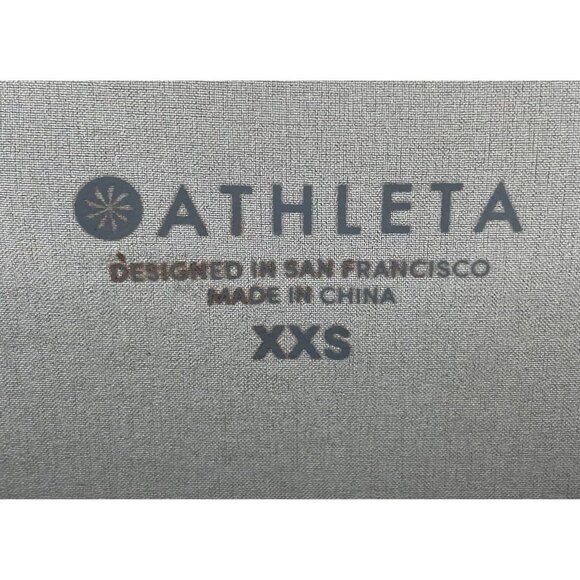 ATHLETA
DESIGNED IN SAN FRANCISCO
MADE IN CHINA
XXS